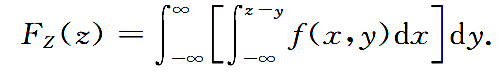 $F_Z(z) = \int_{-\infty}^{\infty} \left[ \int_{-\infty}^{z-y} f(x,y)\mathrm{d}x \right] \mathrm{d}y.$